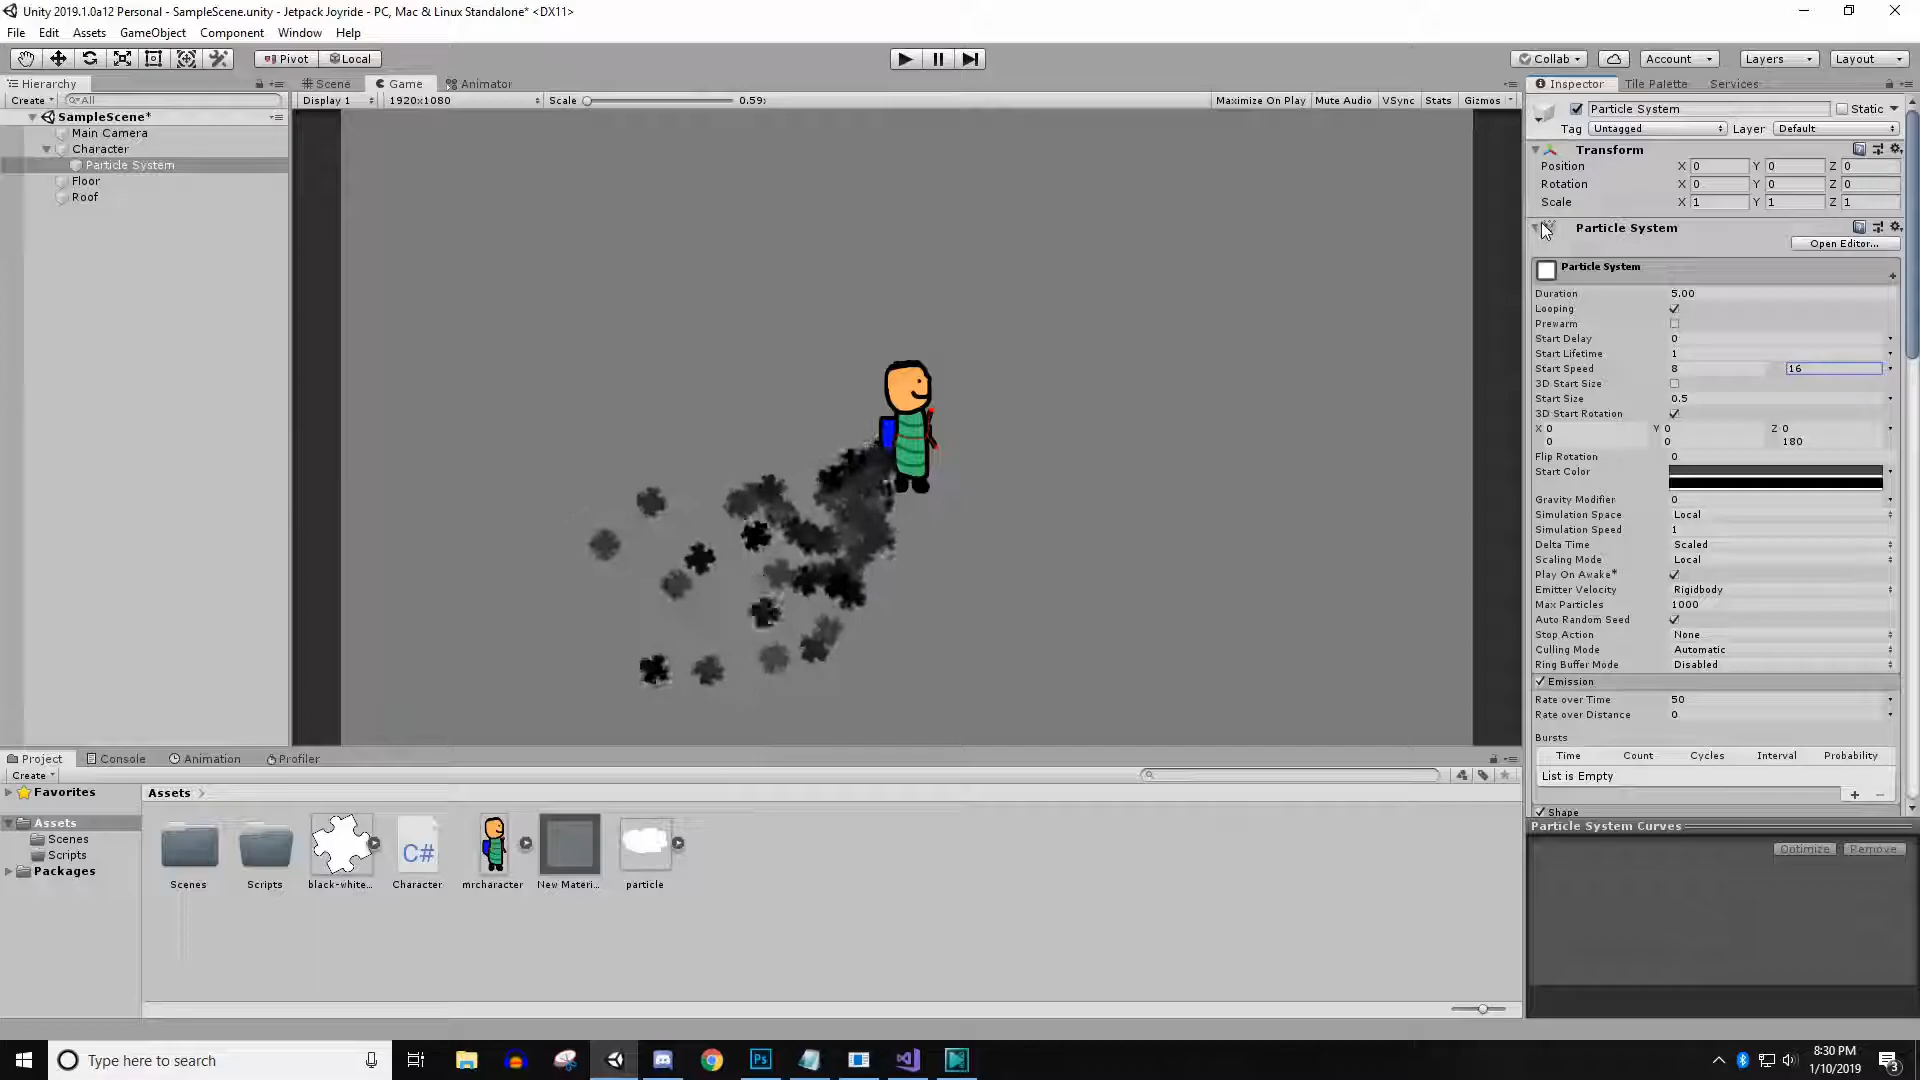 Unity 2019.1.0a12 Personal - SampleScene.unity - Jetpack Joyride - PC, Mac & Linux Standalone* <DX11>
File Edit Assets GameObject Component Window Help
Pivot Local Collab Account Layers Layout
Hierarchy
Create All
SampleScene*
Main Camera
Character
Particle System
Floor
Roof
Scene Game Animator
Display 1 1920x1080 Scale 0.59: Maximize On Play Mute Audio VSync Stats Gizmos
Inspector Tile Palette Services
Particle System Static
Tag Untagged Layer Default
Transform
Position X 0 Y 0 Z 0
Rotation X 0 Y 0 Z 0
Scale X 1 Y 1 Z 1
Particle System
Open Editor...
Particle System
Duration 5.00
Looping
Prewarm
Start Delay 0
Start Lifetime 1
Start Speed 8 16
3D Start Size
Start Size 0.5
3D Start Rotation
X 0 Y 0 Z 0
0 0 180
Flip Rotation 0
Start Color
Gravity Modifier 0
Simulation Space Local
Simulation Speed 1
Delta Time Scaled
Scaling Mode Local
Play On Awake*
Emitter Velocity Rigidbody
Max Particles 1000
Auto Random Seed
Stop Action None
Culling Mode Automatic
Ring Buffer Mode Disabled
Emission
Rate over Time 50
Rate over Distance 0
Bursts
Time Count Cycles Interval Probability
List is Empty
Shape
Particle System Curves
Optimize Remove
Project Console Animation Profiler
Create
Favorites
Assets
Scenes
Scripts
Packages
Assets
C#
Scenes Scripts black-white... Character mrcharacter New Materi... particle
Type here to search
Ps
8:30 PM
1/10/2019
3